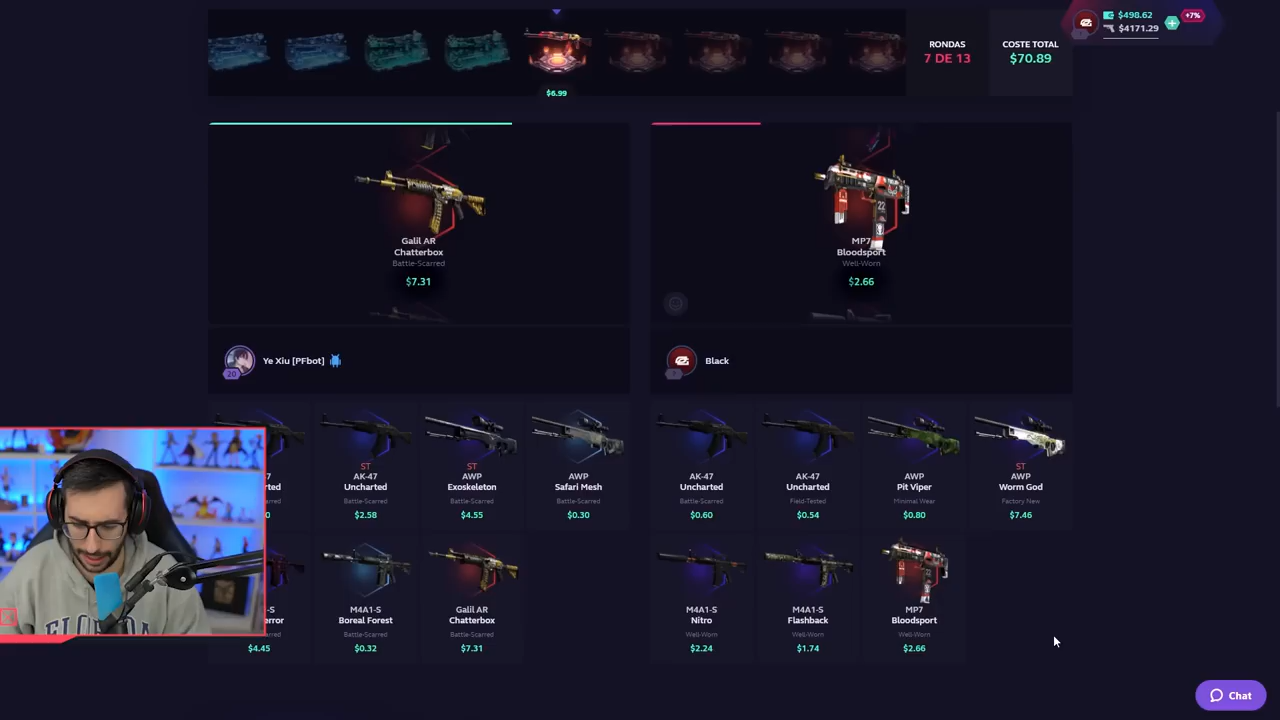 $498.62
+7%
$4171.29
RONDAS
7 DE 13
COSTE TOTAL
$70.89
$6.99
Galil AR
Chatterbox
Battle-Scarred
$7.31
MP7
Bloodsport
Well-Worn
$2.66
20
Ye Xiu [PFbot]
Black
ST
AK-47
Uncharted
Battle-Scarred
$2.58
ST
AWP
Exoskeleton
Battle-Scarred
$4.55
AWP
Safari Mesh
Battle-Scarred
$0.30
AK-47
Uncharted
Battle-Scarred
$0.60
AK-47
Uncharted
Field-Tested
$0.54
AWP
Pit Viper
Minimal Wear
$0.80
ST
AWP
Worm God
Factory New
$7.46
$4.45
M4A1-S
Boreal Forest
Battle-Scarred
$0.32
Galil AR
Chatterbox
Battle-Scarred
$7.31
M4A1-S
Nitro
Well-Worn
$2.24
M4A1-S
Flashback
Well-Worn
$1.74
MP7
Bloodsport
Well-Worn
$2.66
Chat